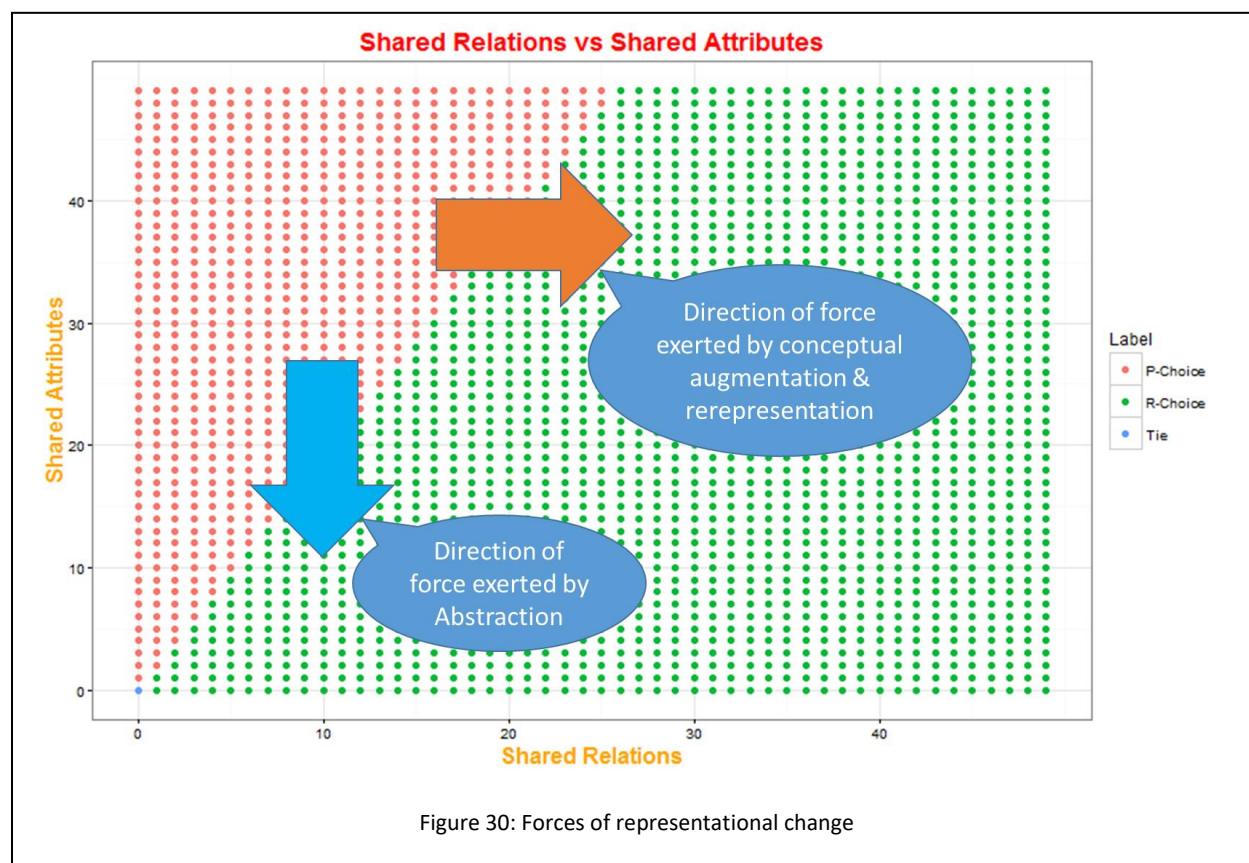 Shared Relations vs Shared Attributes
Shared Attributes
40
30
20
10
0
Direction of force
exerted by conceptual
augmentation &
rerepresentation
Direction of
force exerted by
Abstraction
Label
P-Choice
R-Choice
Tie
0 10 20 30 40
Shared Relations
Figure 30: Forces of representational change